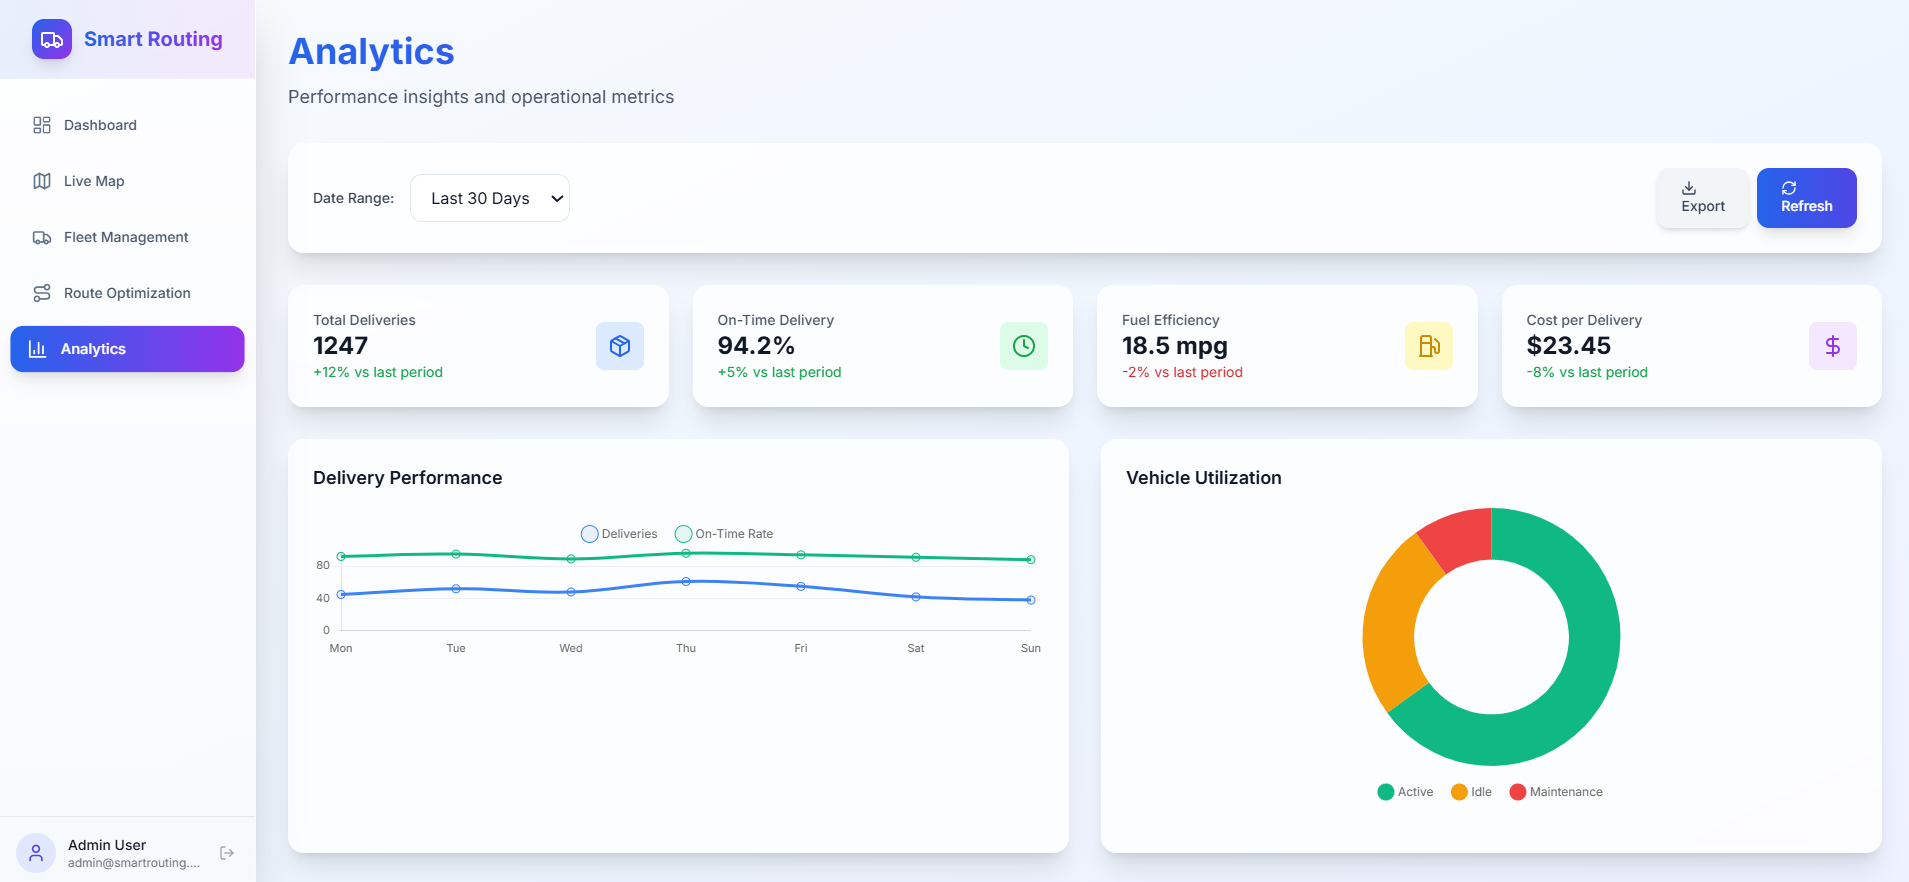 Smart Routing
Dashboard
Live Map
Fleet Management
Route Optimization
Analytics
Admin User
admin@smartrouting....
Analytics
Performance insights and operational metrics
Date Range:
Last 30 Days
Export
Refresh
Total Deliveries
1247
+12% vs last period
On-Time Delivery
94.2%
+5% vs last period
Fuel Efficiency
18.5 mpg
-2% vs last period
Cost per Delivery
$23.45
-8% vs last period
Delivery Performance
Deliveries
On-Time Rate
80
40
0
Mon
Tue
Wed
Thu
Fri
Sat
Sun
Vehicle Utilization
Active
Idle
Maintenance